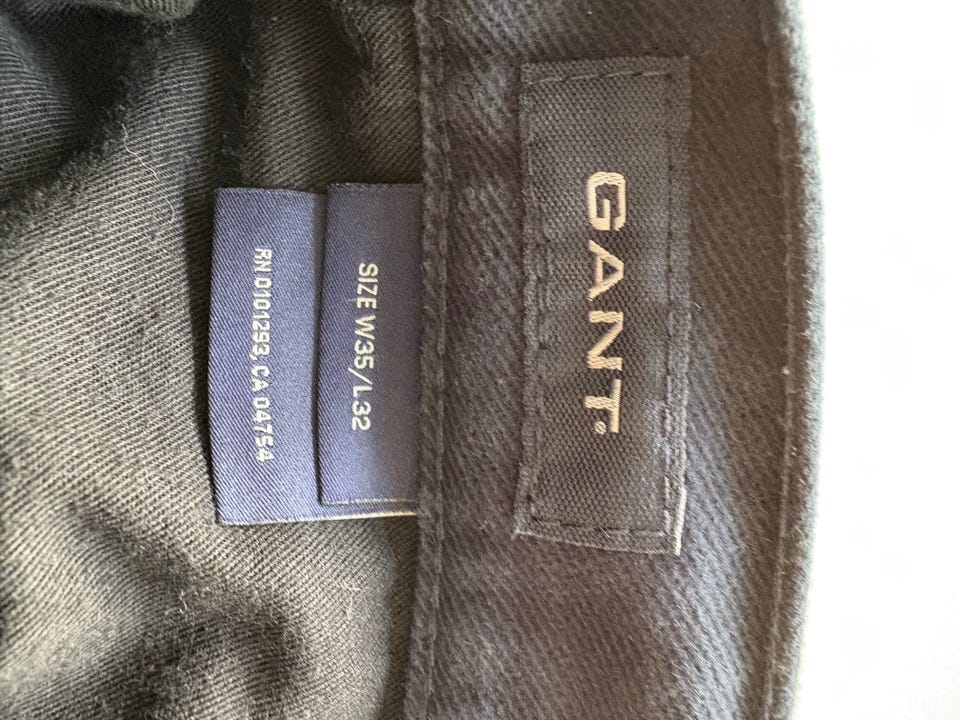 GANT
SIZE W35/L32
RN 0101293, CA 04754